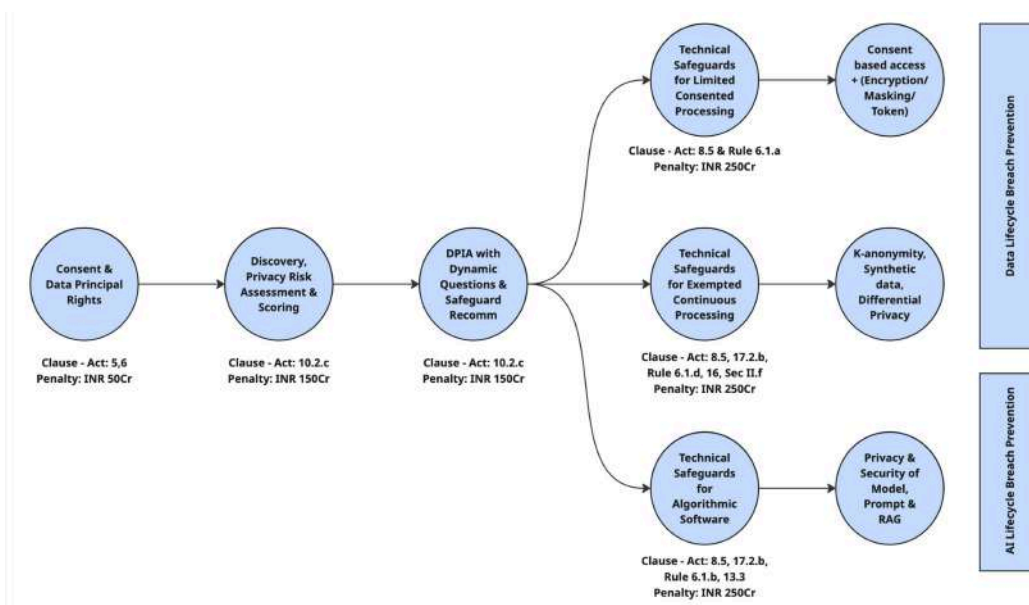 Consent &
Data Principal
Rights
Clause - Act: 5,6
Penalty: INR 50Cr
Discovery,
Privacy Risk
Assessment &
Scoring
Clause - Act: 10.2.c
Penalty: INR 150Cr
DPIA with
Dynamic
Questions &
Safeguard
Recomm
Clause - Act: 10.2.c
Penalty: INR 150Cr
Technical
Safeguards
for Limited
Consented
Processing
Clause - Act: 8.5 & Rule 6.1.a
Penalty: INR 250Cr
Consent
based access
+ (Encryption/
Masking/
Token)
Technical
Safeguards
for Exempted
Continuous
Processing
Clause - Act: 8.5, 17.2.b,
Rule 6.1.d, 16, Sec II.f
Penalty: INR 250Cr
K-anonymity,
Synthetic
data,
Differential
Privacy
Technical
Safeguards
for
Algorithmic
Software
Clause - Act: 8.5, 17.2.b,
Rule 6.1.b, 13.3
Penalty: INR 250Cr
Privacy &
Security of
Model,
Prompt &
RAG
Data Lifecycle Breach Prevention
AI Lifecycle Breach Prevention